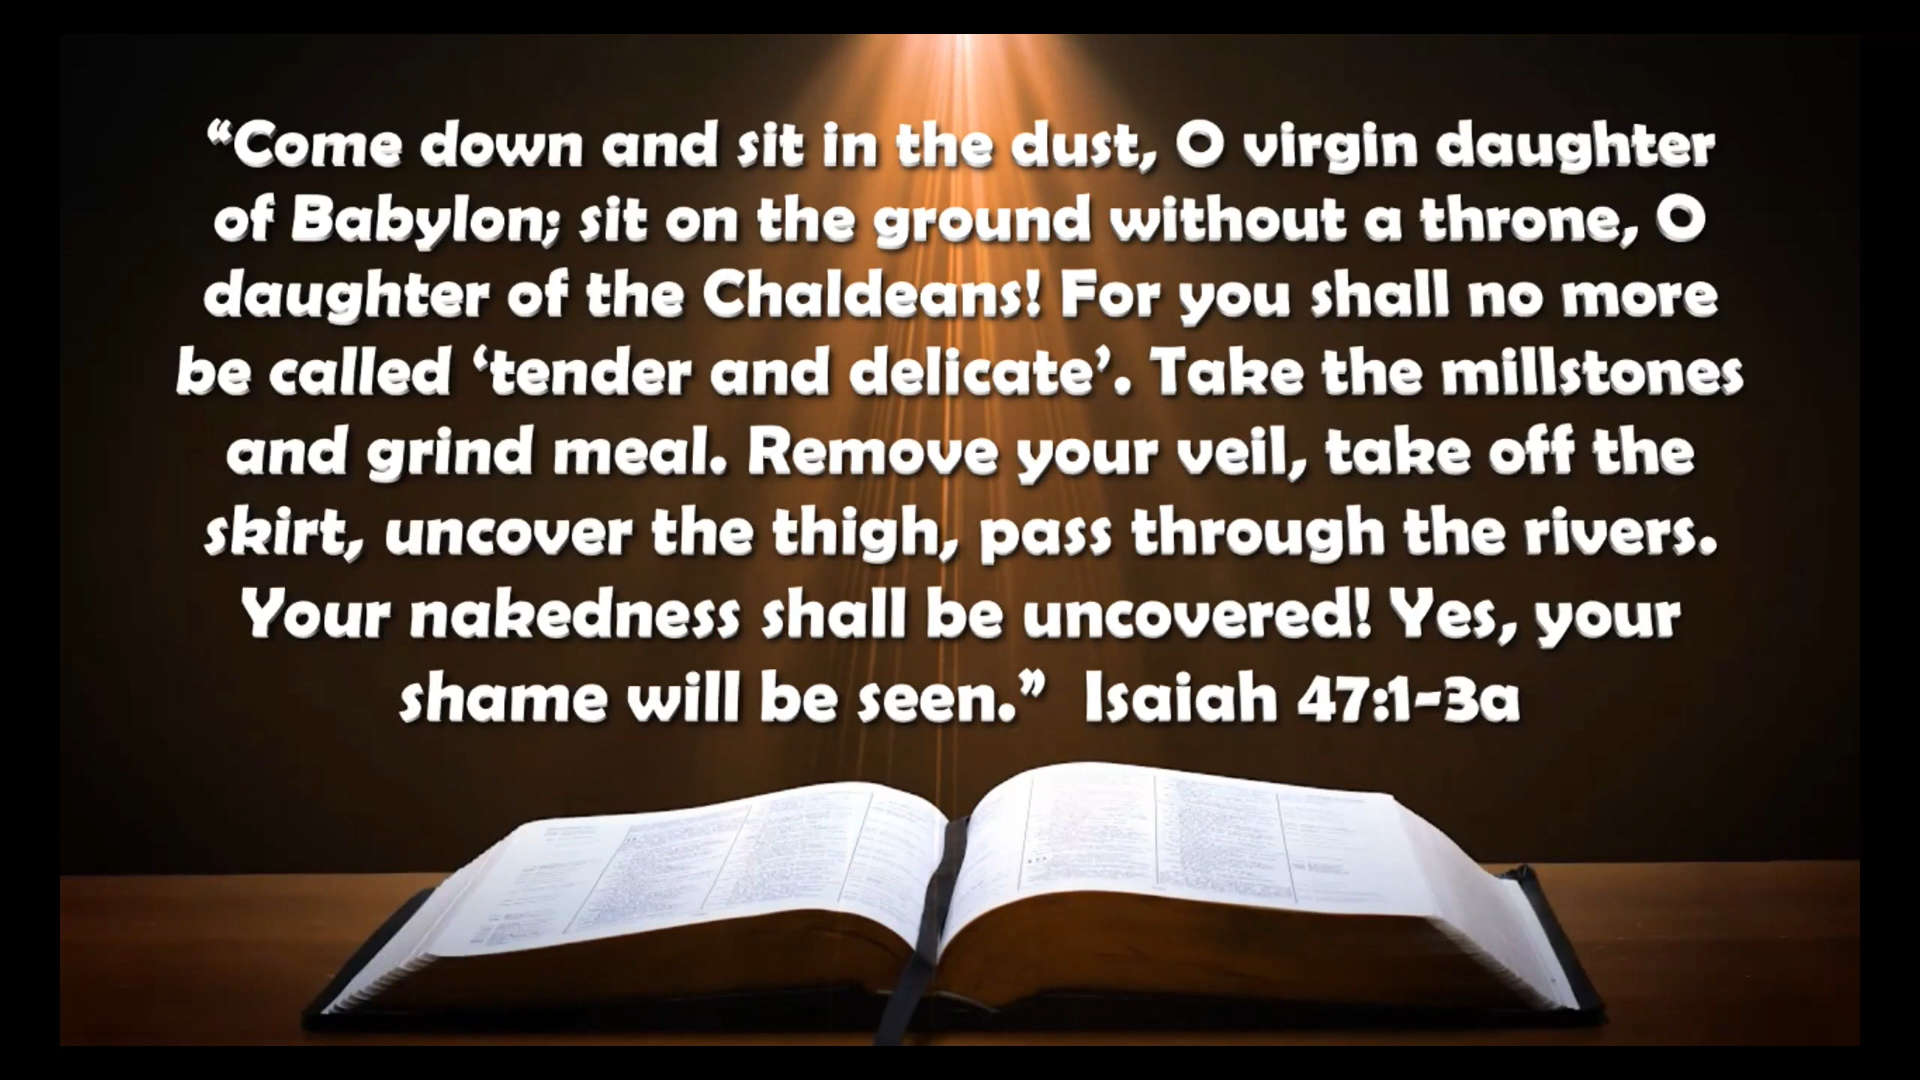 “Come down and sit in the dust, O virgin daughter
of Babylon; sit on the ground without a throne, O
daughter of the Chaldeans! For you shall no more
be called ‘tender and delicate’. Take the millstones
and grind meal. Remove your veil, take off the
skirt, uncover the thigh, pass through the rivers.
Your nakedness shall be uncovered! Yes, your
shame will be seen.”  Isaiah 47:1-3a